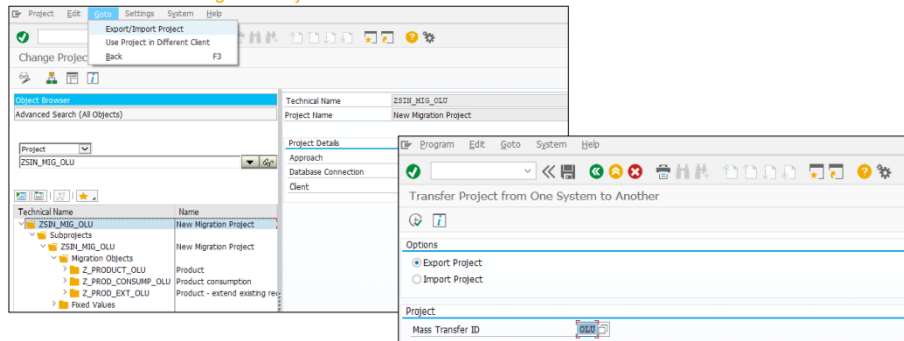 Project Edit Goto Settings System Help
Export/Import Project
Use Project in Different Client
Back F3
Change Projec
Object Browser
Advanced Search (All Objects)
Project
ZSIN_MIG_OLU
Technical Name Name
ZSIN_MIG_OLU New Migration Project
Subprojects
ZSIN_MIG_OLU New Migration Project
Migration Objects
Z_PRODUCT_OLU Product
Z_PROD_CONSUMP_OLU Product consumption
Z_PROD_EXT_OLU Product - extend existing rec
Fixed Values
Technical Name ZSIN_MIG_OLU
Project Name New Migration Project
Project Details
Approach
Database Connection
Client
Program Edit Goto System Help
Transfer Project from One System to Another
Options
Export Project
Import Project
Project
Mass Transfer ID OLU